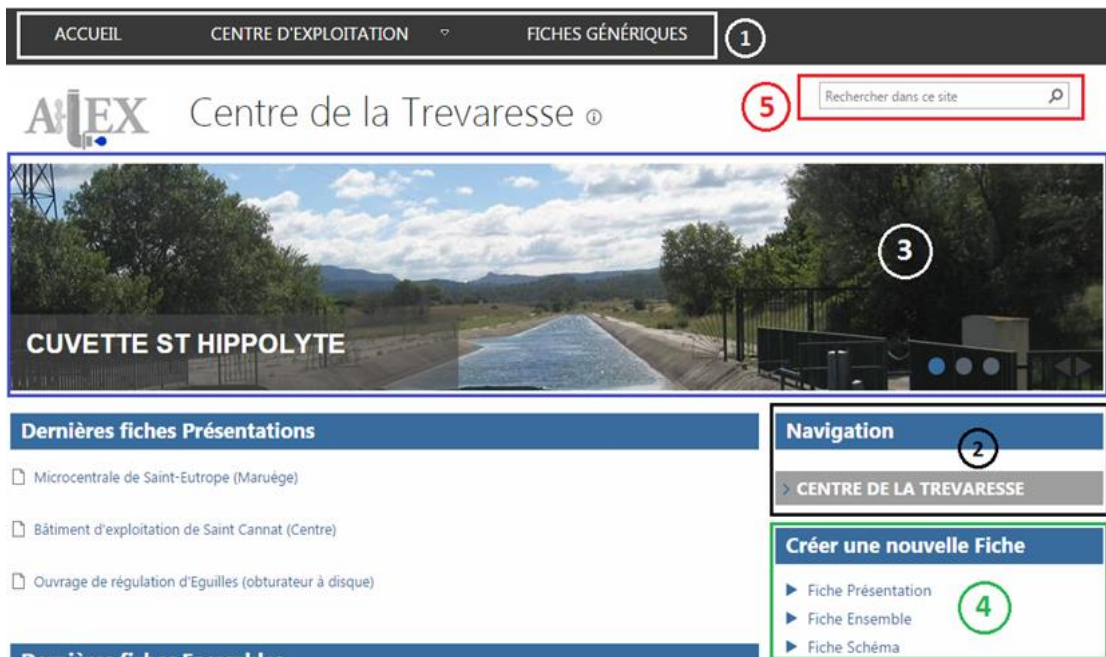 ACCUEIL CENTRE D'EXPLOITATION FICHES GÉNÉRIQUES 1
Rechercher dans ce site
5
ALEX Centre de la Trevaresse
3
CUVETTE ST HIPPOLYTE
Dernières fiches Présentations
Microcentrale de Saint-Eutrope (Maruége)
Bâtiment d'exploitation de Saint Cannat (Centre)
Ouvrage de régulation d'Eguilles (obturateur à disque)
Navigation
2
> CENTRE DE LA TREVARESSE
Créer une nouvelle Fiche
Fiche Présentation
Fiche Ensemble
Fiche Schéma
4